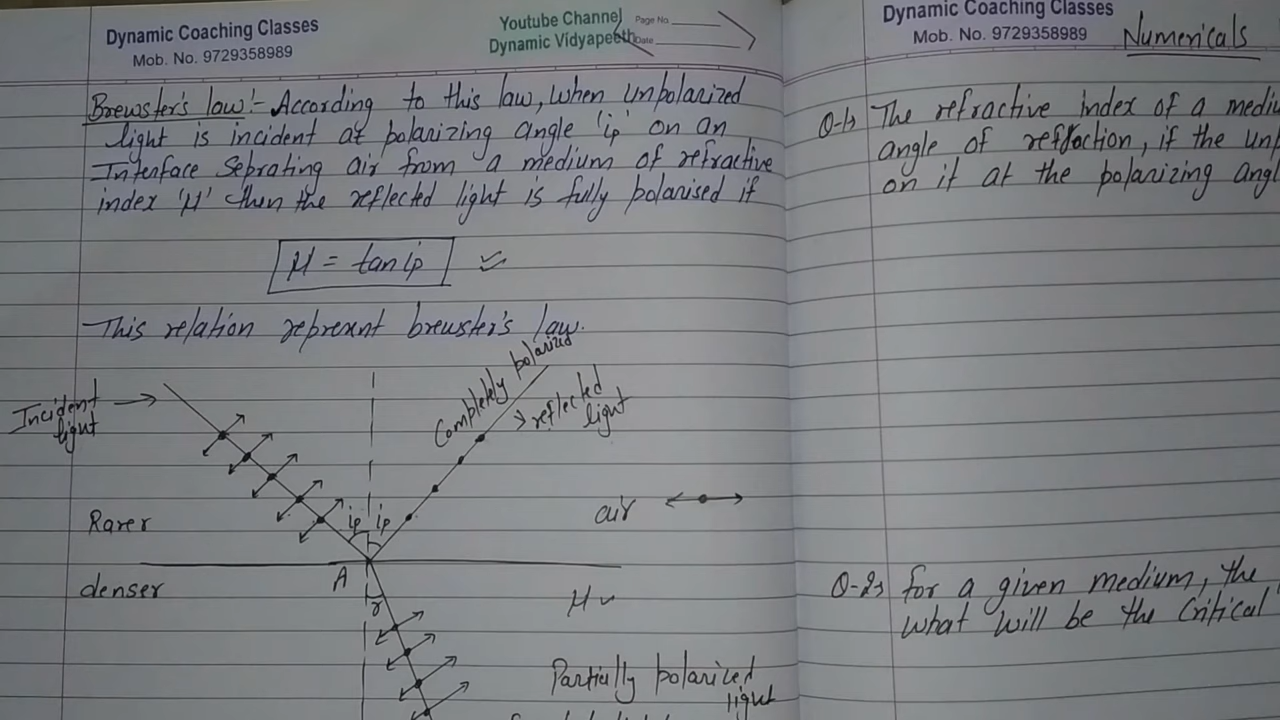 Dynamic Coaching Classes
Mob. No. 9729358989
Youtube Channel
Dynamic Vidyapeeth
Page No
Date
Brewster's law:- According to this law, when unpolarized
light is incident at polarizing angle 'ip' on an
Interface Seprating air from a medium of refractive
index 'μ' then the reflected light is fully polarised if
μ = tan ip
This relation reprexnt brewster's law.
Incident
light
Completely polarized
reflected
light
ip ip
Rarer
air
A
denser
r
μ
Partially polarized
light
Dynamic Coaching Classes
Mob. No. 9729358989
Numericals
Q-1> The refractive index of a mediu
angle of reffaction, if the unp
on it at the polarizing angl
Q-2> for a given medium, the
what will be the Critical